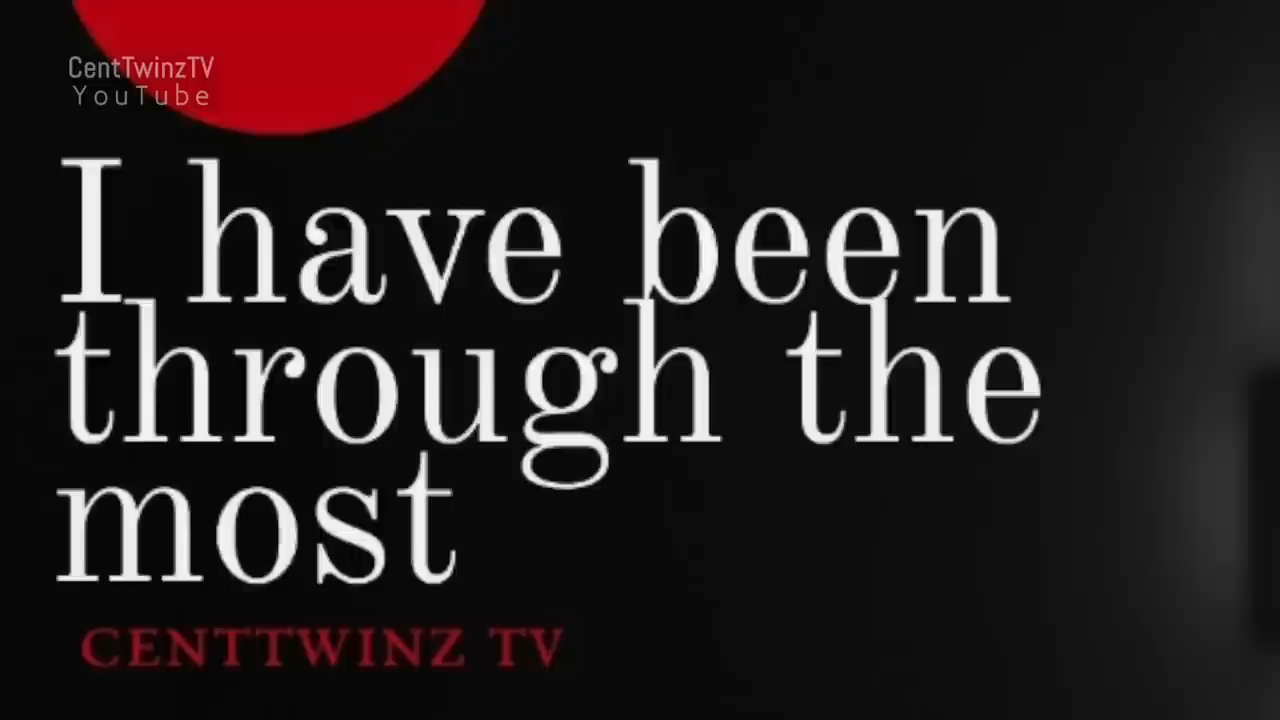 CentTwinzTV
YouTube
I have been
through the
most
CENTTWINZ TV